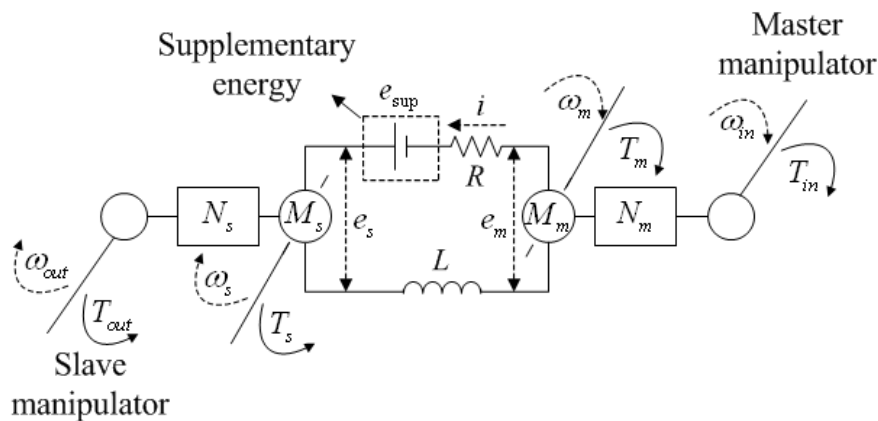 Supplementary
energy
Master
manipulator
e_sup
i
R
ω_m
T_m
ω_in
T_in
N_s
M_s
e_s
e_m
M_m
N_m
L
ω_out
T_out
ω_s
T_s
Slave
manipulator